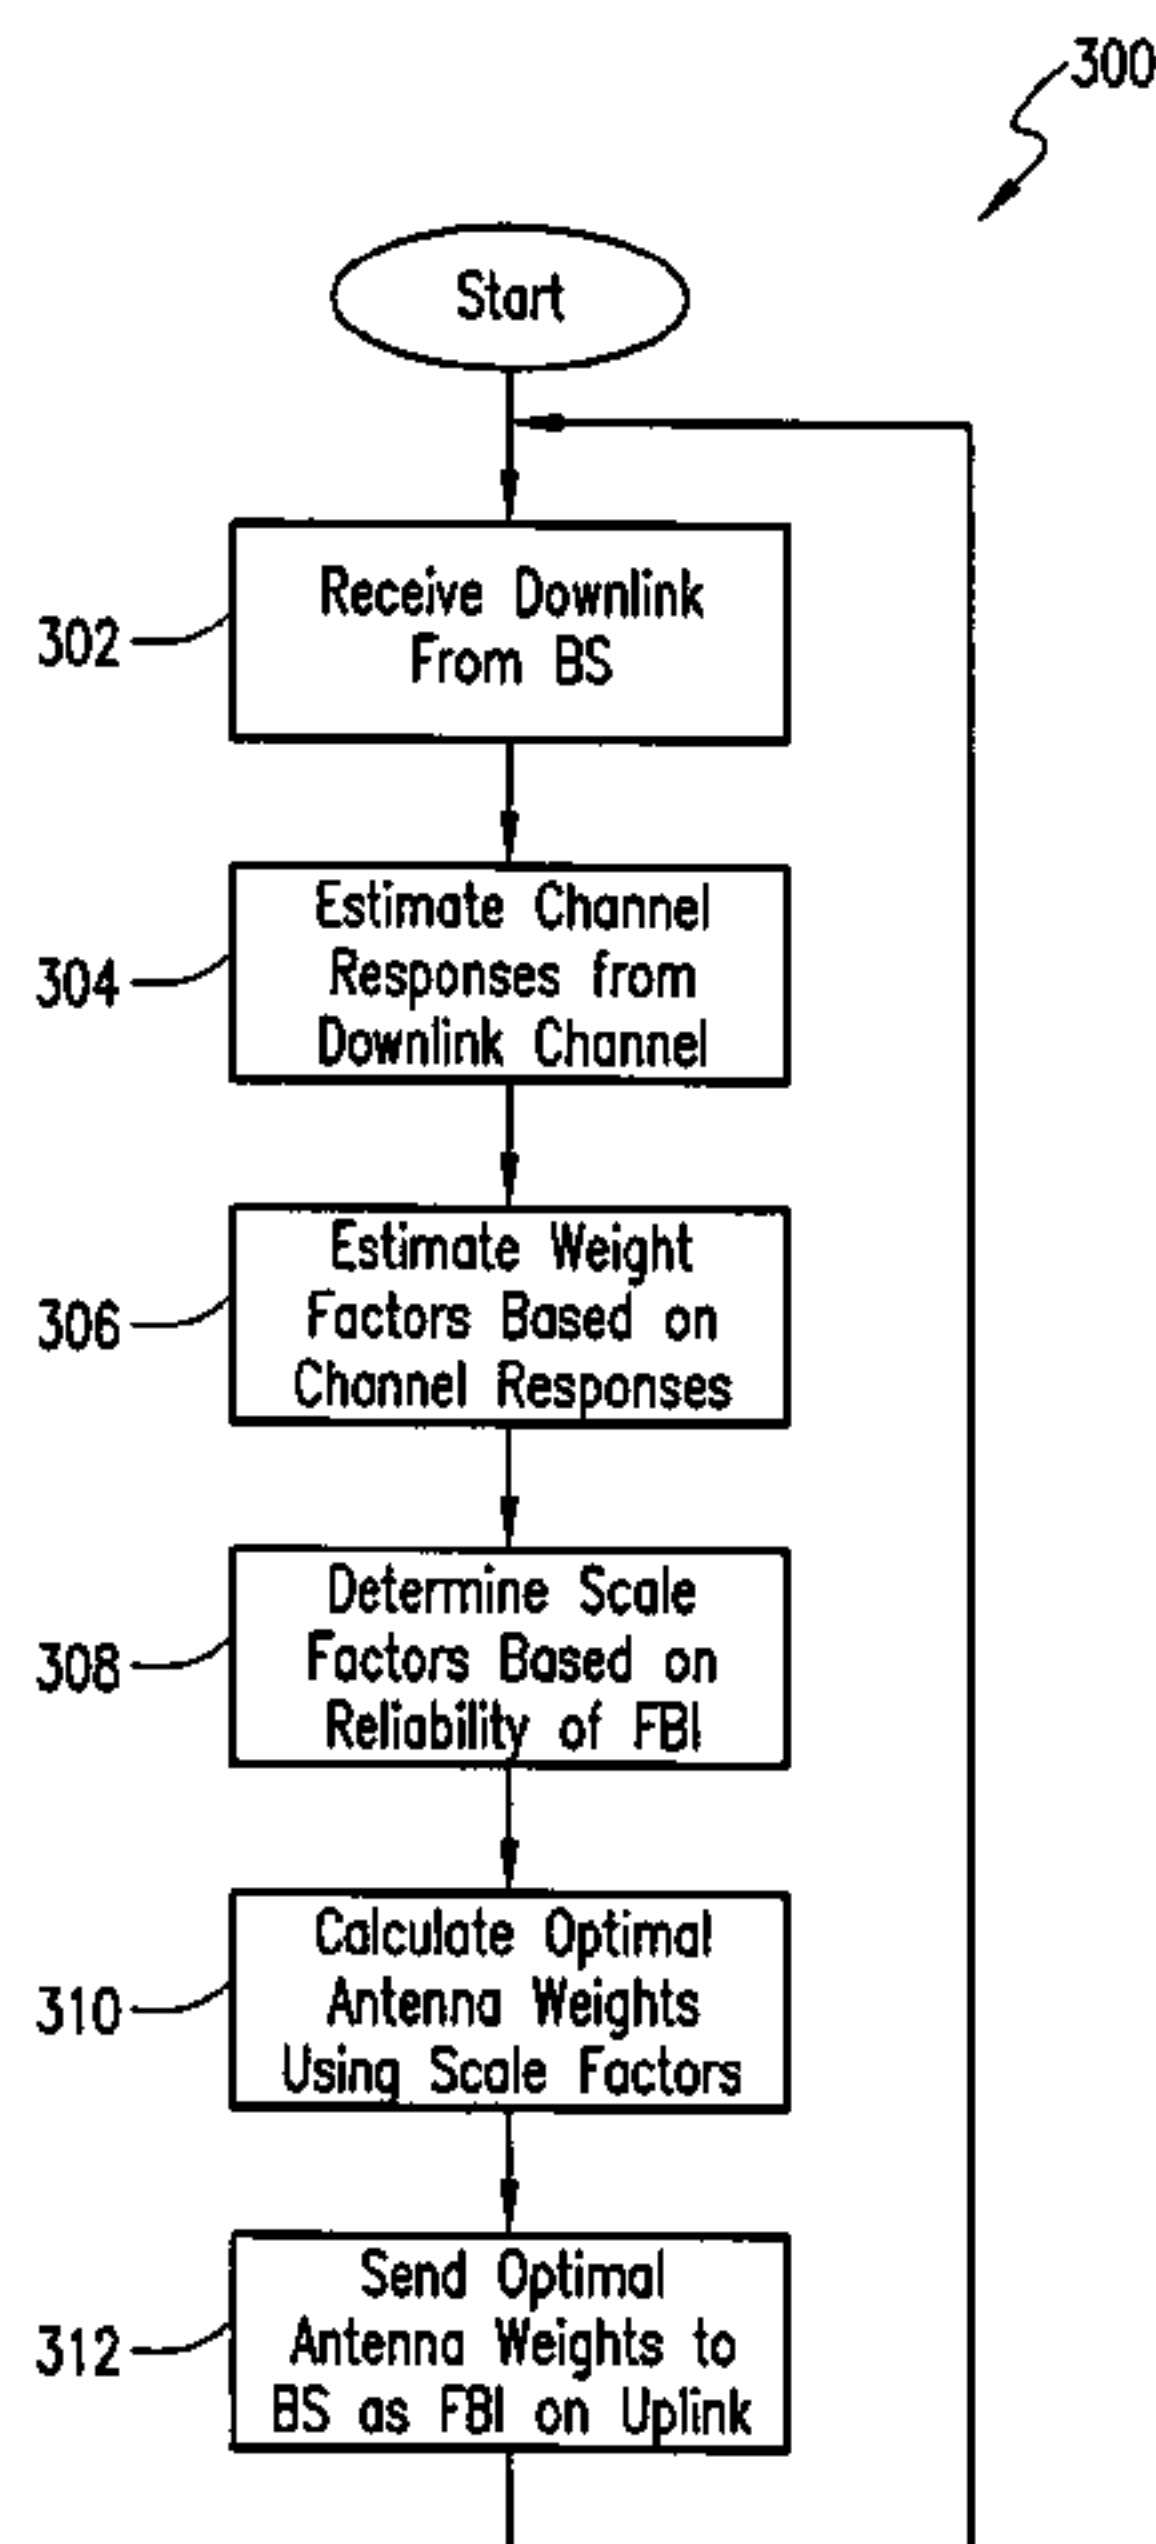 300
Start
302
Receive Downlink
From BS
304
Estimate Channel
Responses from
Downlink Channel
306
Estimate Weight
Factors Based on
Channel Responses
308
Determine Scale
Factors Based on
Reliability of FBI
310
Calculate Optimal
Antenna Weights
Using Scale Factors
312
Send Optimal
Antenna Weights to
BS as FBI on Uplink